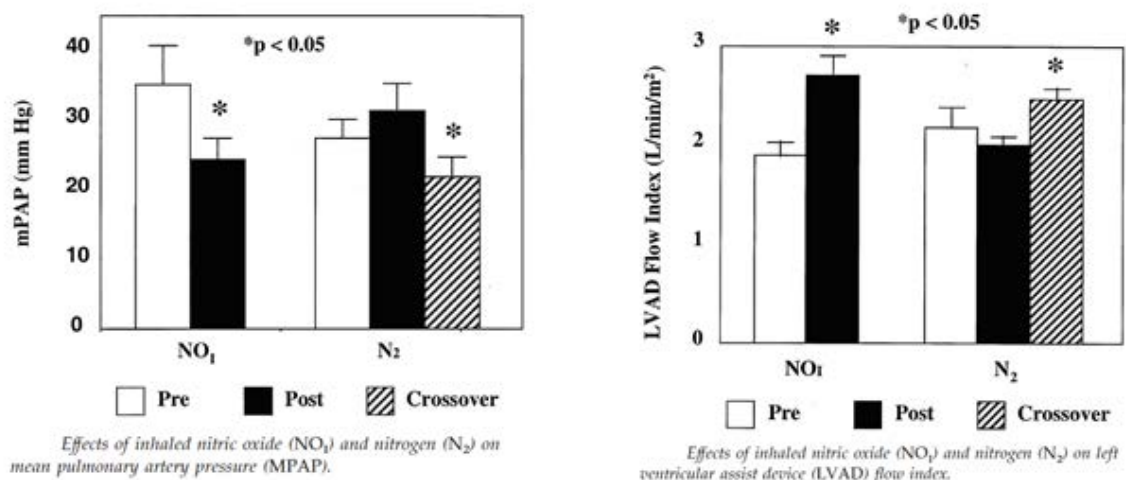 *p < 0.05
40
30
20
10
0
mPAP (mm Hg)
NO₁ N₂
Pre Post Crossover
Effects of inhaled nitric oxide (NO₁) and nitrogen (N₂) on
mean pulmonary artery pressure (MPAP).
*p < 0.05
3
2
1
0
LVAD Flow Index (L/min/m²)
NO₁ N₂
Pre Post Crossover
Effects of inhaled nitric oxide (NO₁) and nitrogen (N₂) on left
ventricular assist device (LVAD) flow index.